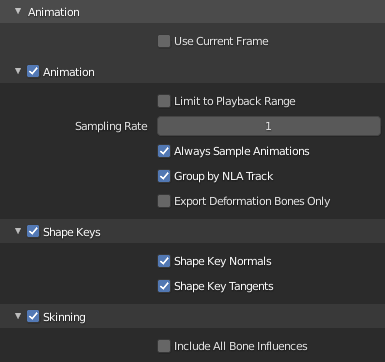 Animation
Use Current Frame
Animation
Limit to Playback Range
Sampling Rate 1
Always Sample Animations
Group by NLA Track
Export Deformation Bones Only
Shape Keys
Shape Key Normals
Shape Key Tangents
Skinning
Include All Bone Influences